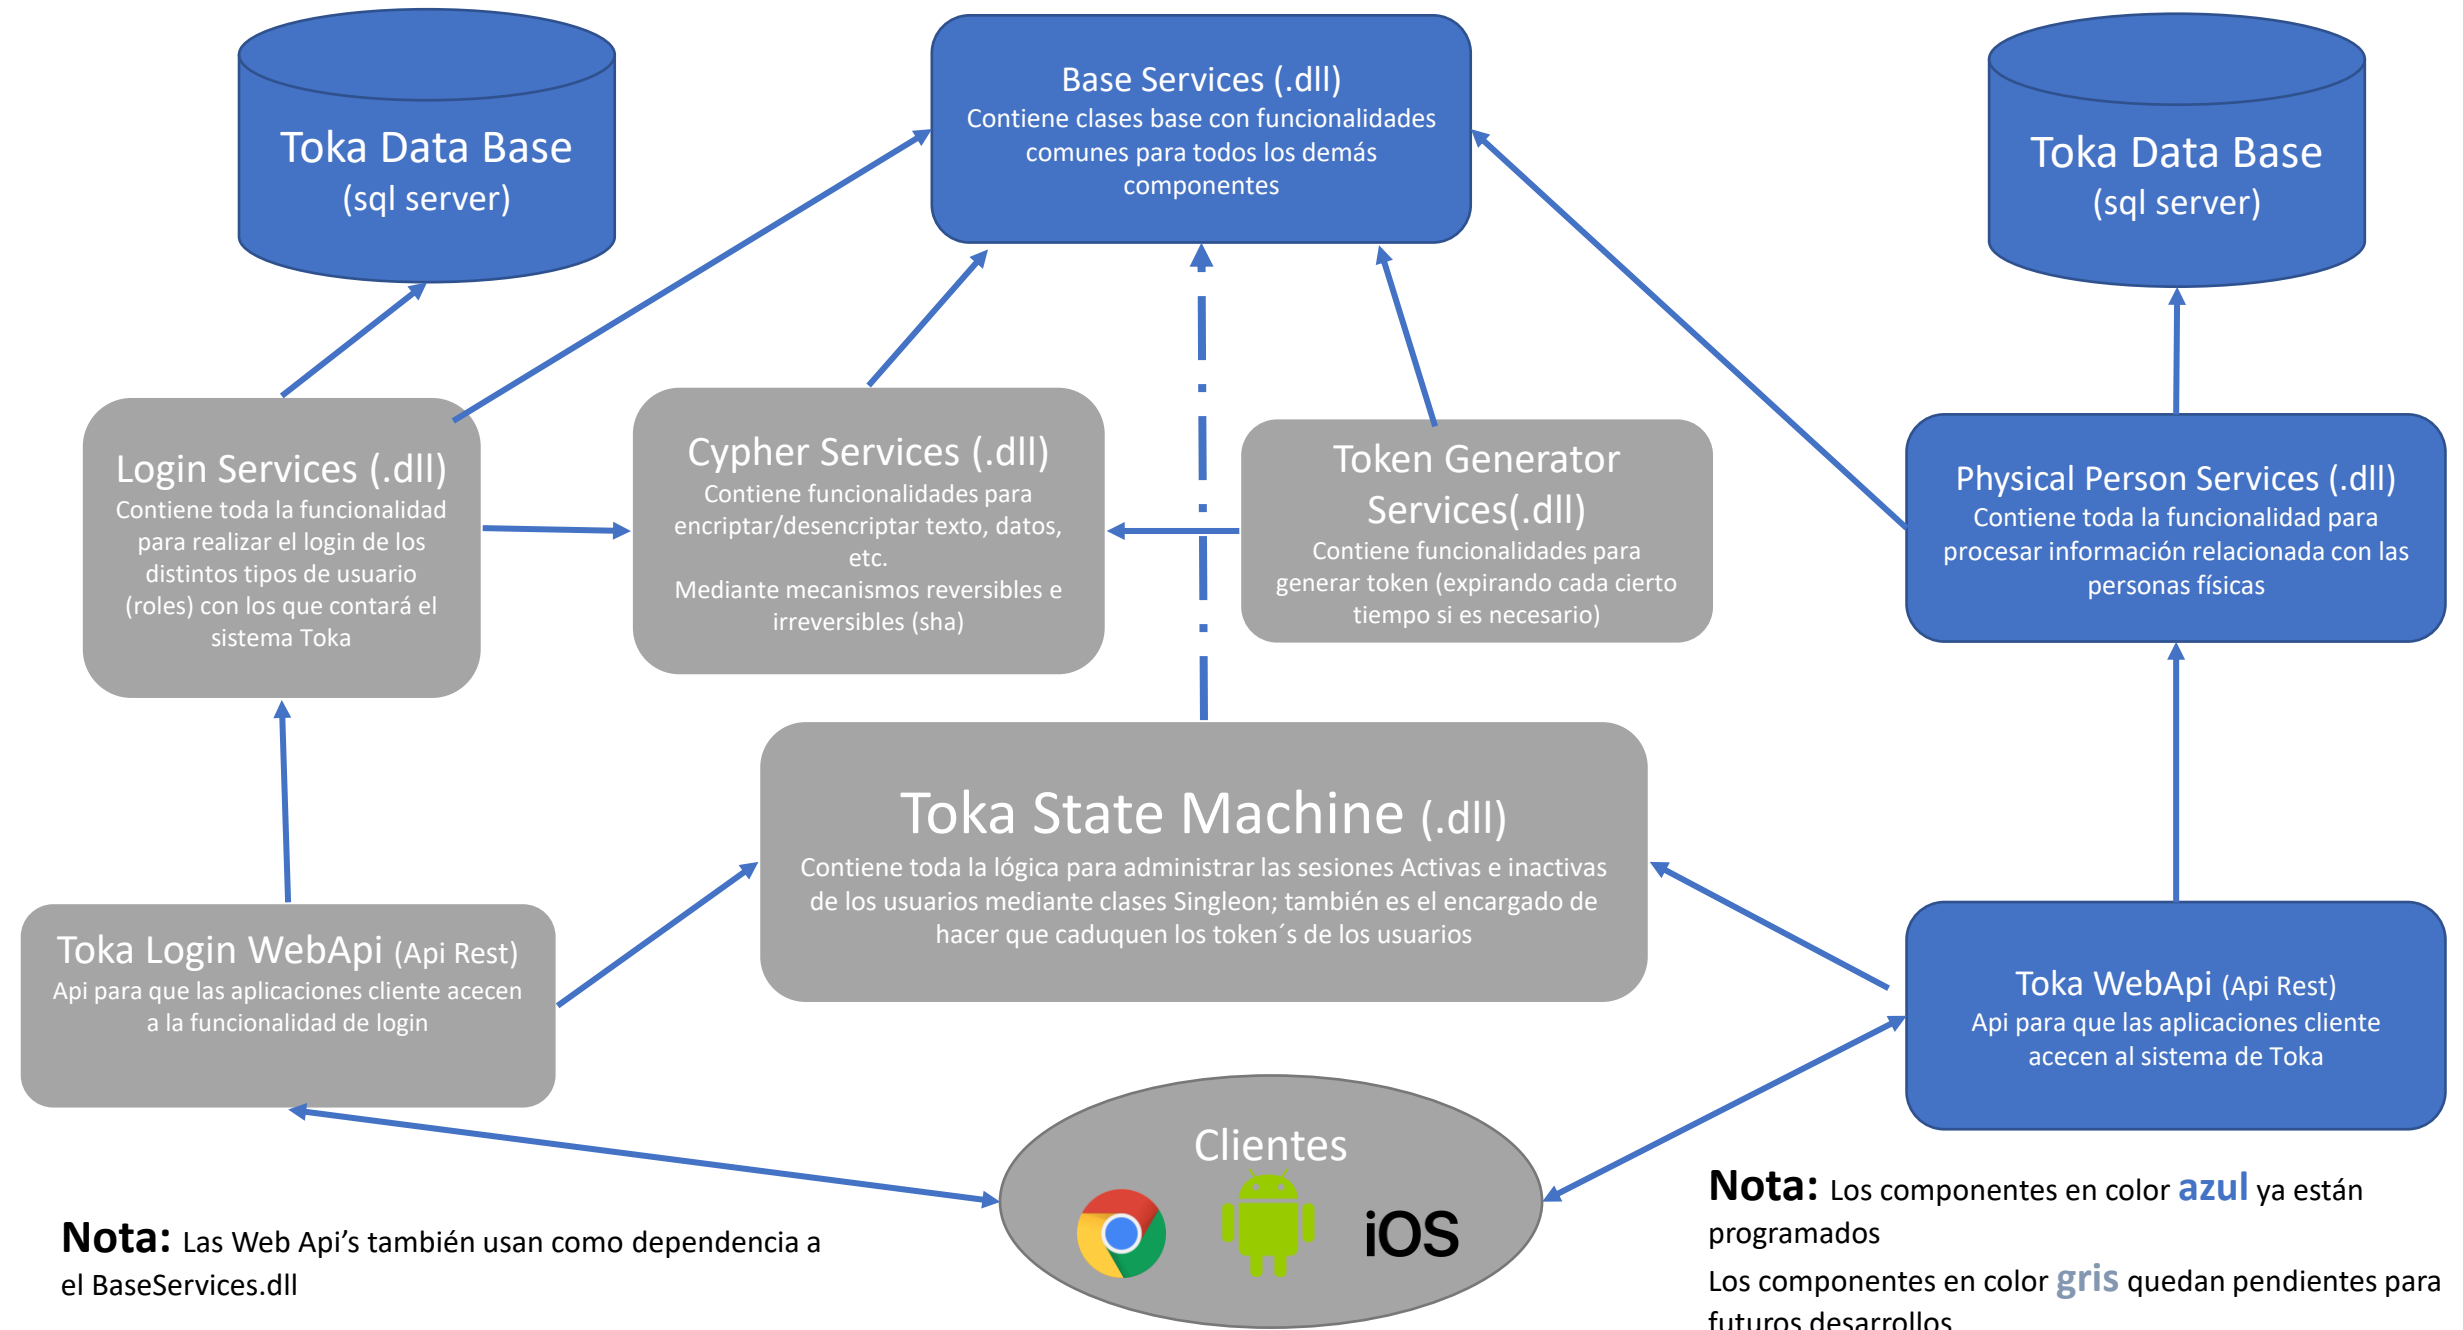 Toka Data Base
(sql server)
Base Services (.dll)
Contiene clases base con funcionalidades
comunes para todos los demás
componentes
Toka Data Base
(sql server)
Login Services (.dll)
Contiene toda la funcionalidad
para realizar el login de los
distintos tipos de usuario
(roles) con los que contará el
sistema Toka
Cypher Services (.dll)
Contiene funcionalidades para
encriptar/desencriptar texto, datos,
etc.
Mediante mecanismos reversibles e
irreversibles (sha)
Token Generator
Services(.dll)
Contiene funcionalidades para
generar token (expirando cada cierto
tiempo si es necesario)
Physical Person Services (.dll)
Contiene toda la funcionalidad para
procesar información relacionada con las
personas físicas
Toka State Machine (.dll)
Contiene toda la lógica para administrar las sesiones Activas e inactivas
de los usuarios mediante clases Singleon; también es el encargado de
hacer que caduquen los token´s de los usuarios
Toka Login WebApi (Api Rest)
Api para que las aplicaciones cliente acecen
a la funcionalidad de login
Toka WebApi (Api Rest)
Api para que las aplicaciones cliente
acecen al sistema de Toka
Clientes
iOS
Nota: Las Web Api’s también usan como dependencia a
el BaseServices.dll
Nota: Los componentes en color azul ya están
programados
Los componentes en color gris quedan pendientes para
futuros desarrollos